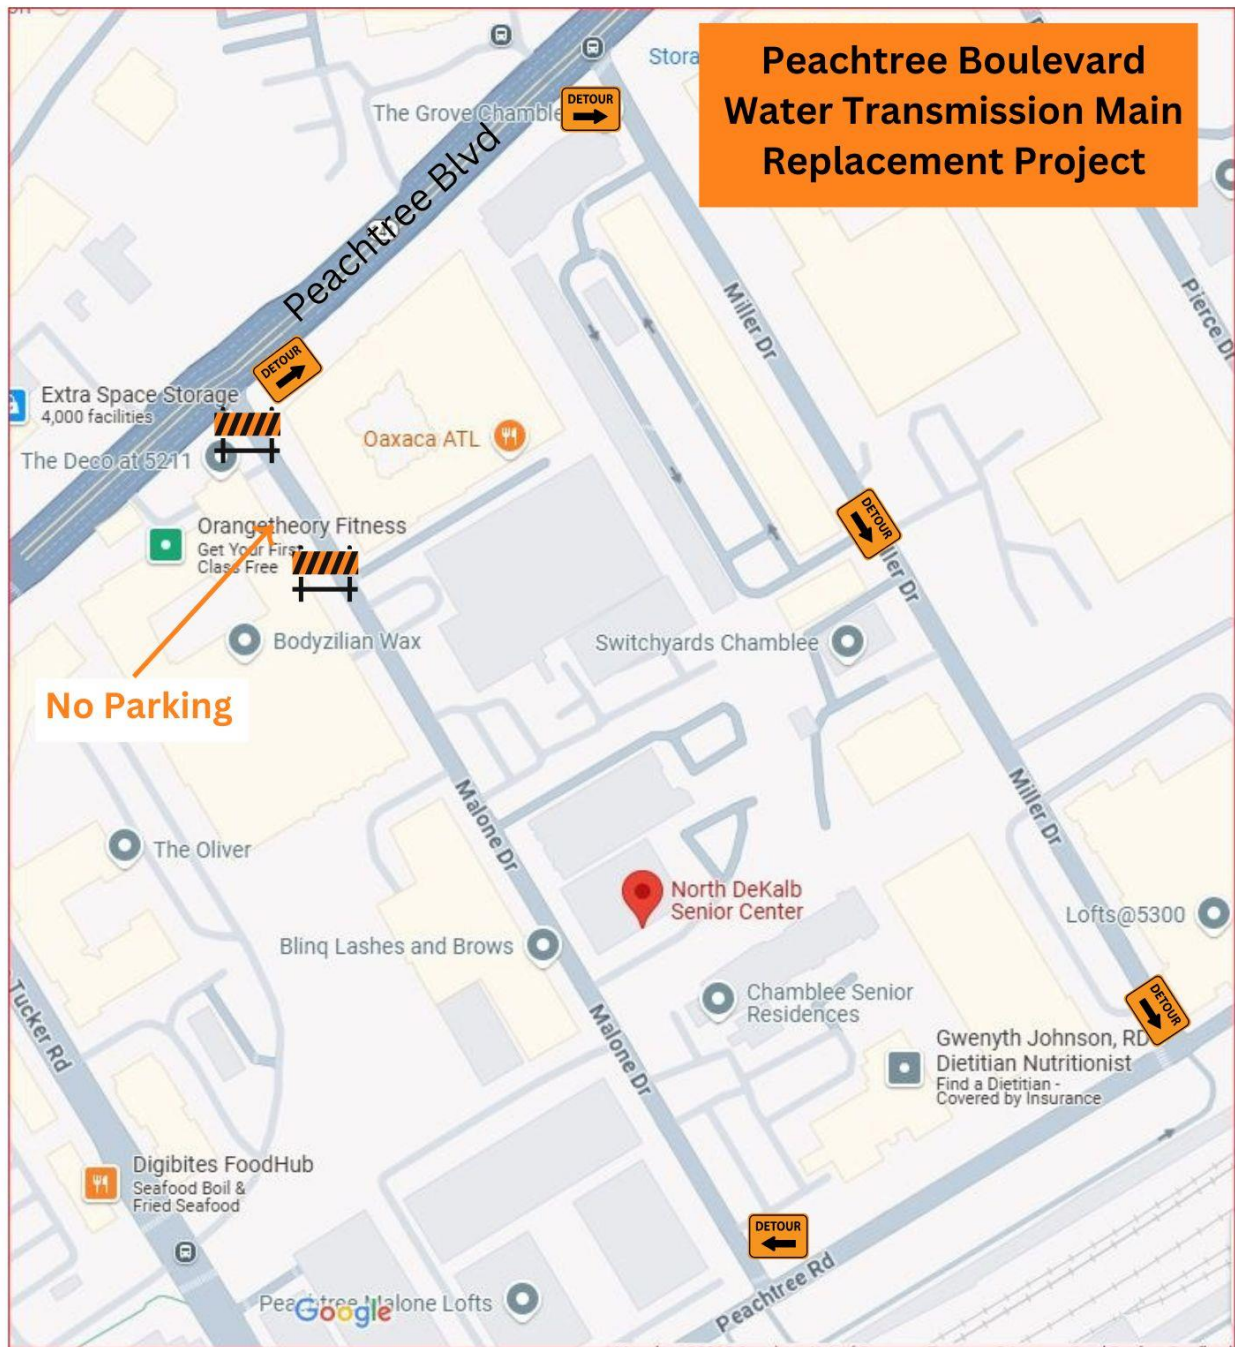 Peachtree Boulevard
Water Transmission Main
Replacement Project
Stora
DETOUR
The Grove Chamble
Peachtree Blvd
Miller Dr
Pierce Dr
DETOUR
Extra Space Storage
4,000 facilities
Oaxaca ATL
The Deco at 5211
DETOUR
Orangetheory Fitness
Get Your First
Class Free
ller Dr
Bodyzilian Wax
Switchyards Chamblee
No Parking
Malone Dr
Miller Dr
The Oliver
North DeKalb
Senior Center
Lofts@5300
Blinq Lashes and Brows
DETOUR
Chamblee Senior
Residences
Tucker Rd
Malone Dr
Gwenyth Johnson, RD
Dietitian Nutritionist
Find a Dietitian -
Covered by Insurance
Digibites FoodHub
Seafood Boil &
Fried Seafood
DETOUR
Peachtree Rd
Peachtree Malone Lofts
Google